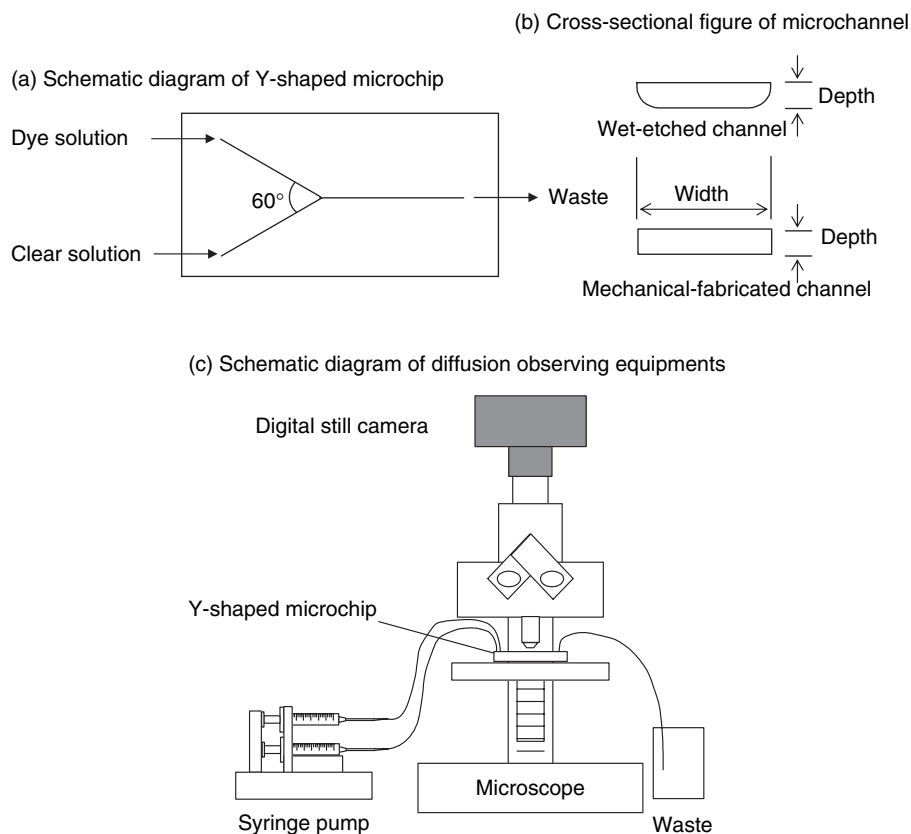 (a) Schematic diagram of Y-shaped microchip
Dye solution
60°
Waste
Clear solution
(b) Cross-sectional figure of microchannel
Depth
Wet-etched channel
Width
Depth
Mechanical-fabricated channel
(c) Schematic diagram of diffusion observing equipments
Digital still camera
Y-shaped microchip
Microscope
Syringe pump
Waste